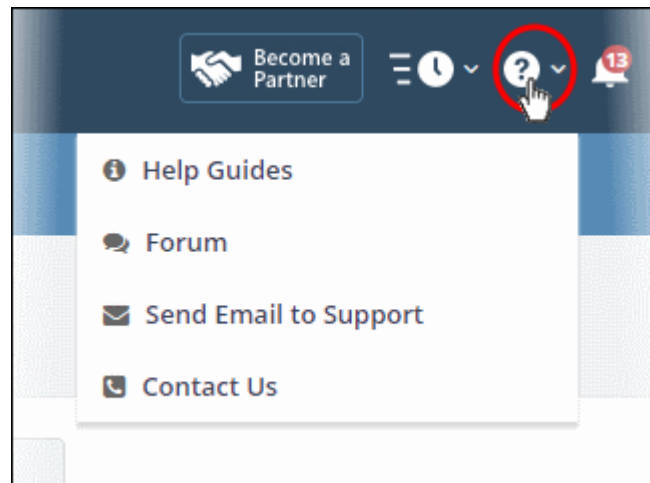 Become a
Partner
13
Help Guides
Forum
Send Email to Support
Contact Us